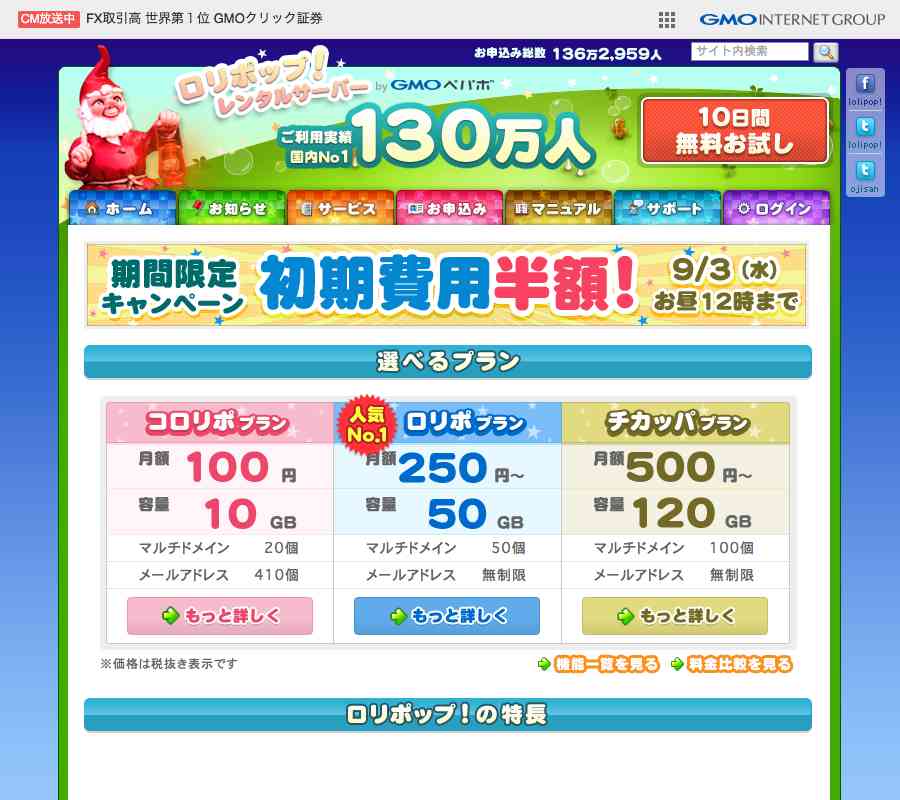 CM放送中 FX取引高 世界第１位 GMOクリック証券
GMO INTERNET GROUP
お申込み総数 136万2,959人
サイト内検索
ロリポップ!
レンタルサーバー by GMOペパボ
ご利用実績
国内No1
130万人
10日間
無料お試し
lolipop!
lolipop!
ojisan
ホーム お知らせ サービス お申込み マニュアル サポート ログイン
期間限定
キャンペーン
初期費用半額!
9/3（水）
お昼12時まで
選べるプラン
コロリポプラン
人気
No.1
ロリポプラン
チカッパプラン
月額 100 円
月額 250 円〜
月額 500 円〜
容量 10 GB
容量 50 GB
容量 120 GB
マルチドメイン 20個
マルチドメイン 50個
マルチドメイン 100個
メールアドレス 410個
メールアドレス 無制限
メールアドレス 無制限
もっと詳しく
もっと詳しく
もっと詳しく
※価格は税抜き表示です
機能一覧を見る
料金比較を見る
ロリポップ！の特長